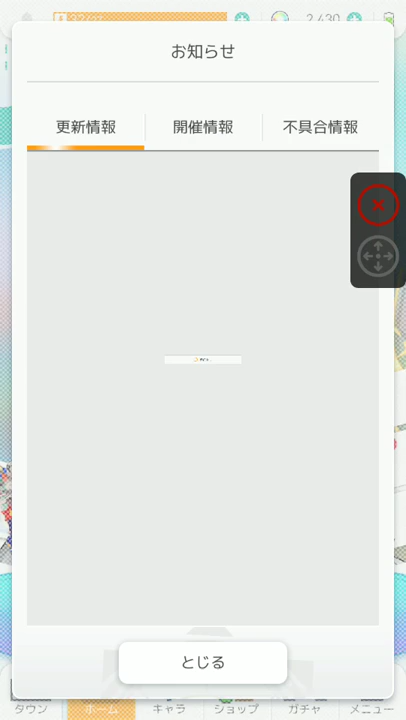 2,430
お知らせ
更新情報
開催情報
不具合情報
とじる
タウン
ホーム
キャラ
ショップ
ガチャ
メニュー